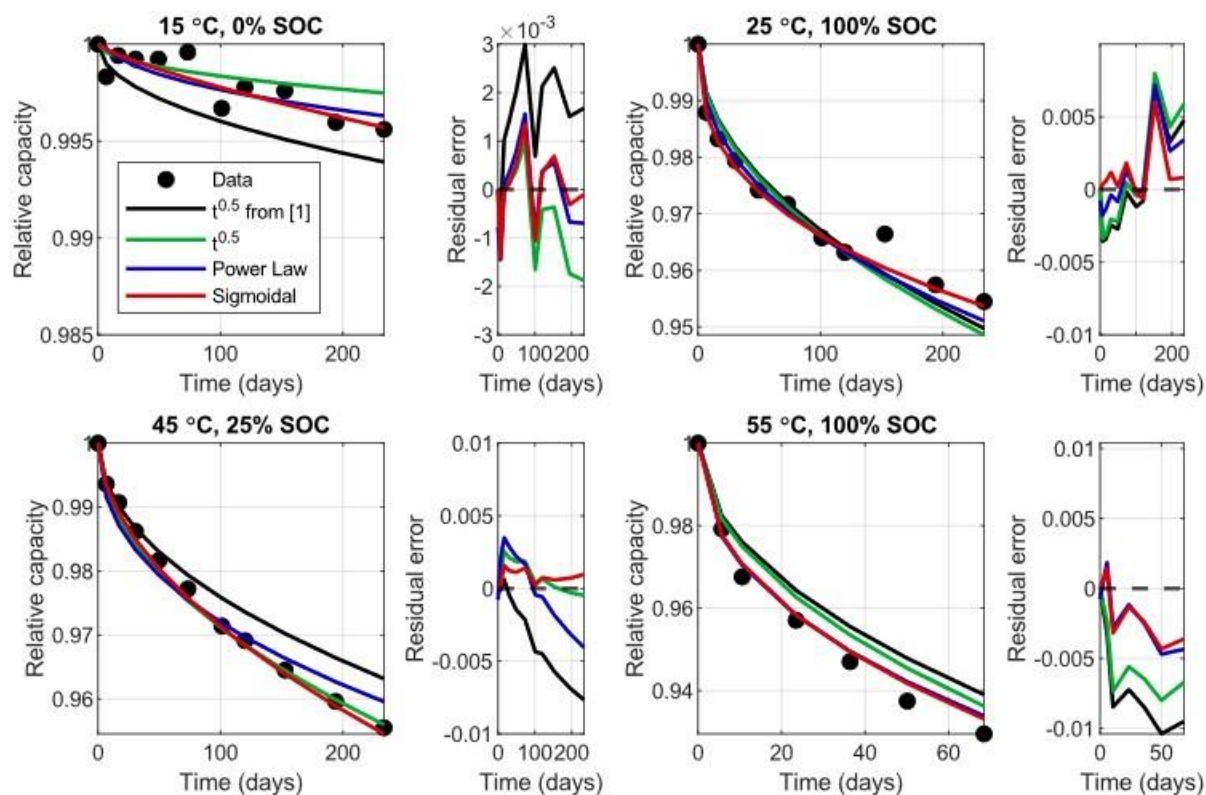 15 °C, 0% SOC
1
0.995
0.99
0.985
Relative capacity
0 100 200
Time (days)
Data
t^0.5 from [1]
t^0.5
Power Law
Sigmoidal
×10^-3
3
2
1
0
-1
-2
-3
Residual error
0 100 200
Time (days)
25 °C, 100% SOC
1
0.99
0.98
0.97
0.96
0.95
Relative capacity
0 100 200
Time (days)
0.005
0
-0.005
-0.01
Residual error
0 100 200
Time (days)
45 °C, 25% SOC
1
0.99
0.98
0.97
0.96
Relative capacity
0 100 200
Time (days)
0.01
0.005
0
-0.005
-0.01
Residual error
0 100 200
Time (days)
55 °C, 100% SOC
1
0.98
0.96
0.94
Relative capacity
0 20 40 60
Time (days)
0.01
0.005
0
-0.005
-0.01
Residual error
0 50
Time (days)